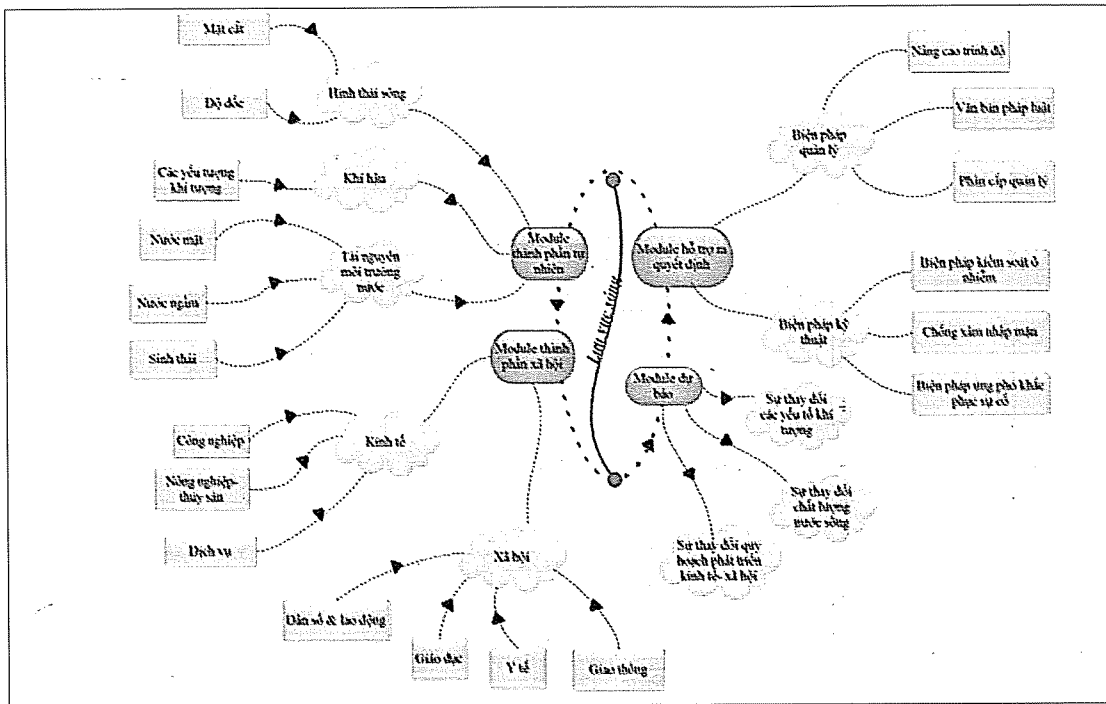 Mặt cắt
Độ dốc
Hình thái sông
Các yếu tượng
khí tượng
Khí hậu
Nước mặt
Nước ngầm
Sinh thái
Tài nguyên
môi trường
nước
Module
thành phần tự
nhiên
Module thành
phần xã hội
Công nghiệp
Nông nghiệp-
thủy sản
Dịch vụ
Kinh tế
Xã hội
Dân số & lao động
Giáo dục
Y tế
Giao thông
Lưu vực sông
Module hỗ trợ ra
quyết định
Module dự
báo
Biện pháp
quản lý
Nâng cao trình độ
Văn bản pháp luật
Phân cấp quản lý
Biện pháp kỹ
thuật
Biện pháp kiểm soát ô
nhiễm
Chống xâm nhập mặn
Biện pháp ứng phó khắc
phục sự cố
Sự thay đổi
các yếu tố khí
tượng
Sự thay đổi
chất lượng
nước sông
Sự thay đổi quy
hoạch phát triển
kinh tế- xã hội